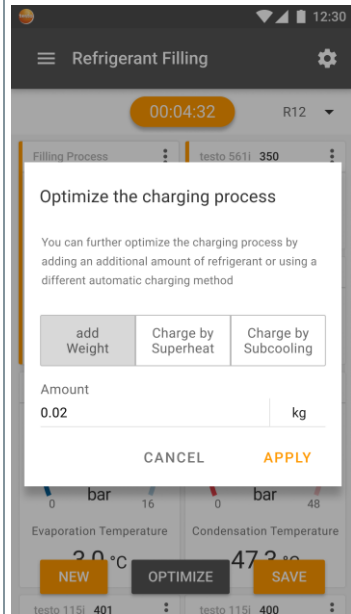 12:30
Refrigerant Filling
00:04:32 R12
Filling Process testo 561i 350
Optimize the charging process
You can further optimize the charging process by
adding an additional amount of refrigerant or using a
different automatic charging method
add Charge by Charge by
Weight Superheat Subcooling
Amount
0.02 kg
CANCEL APPLY
bar bar
0 16 0 48
Evaporation Temperature Condensation Temperature
°C 47.3
NEW OPTIMIZE SAVE
testo 115i 401 testo 115i 400